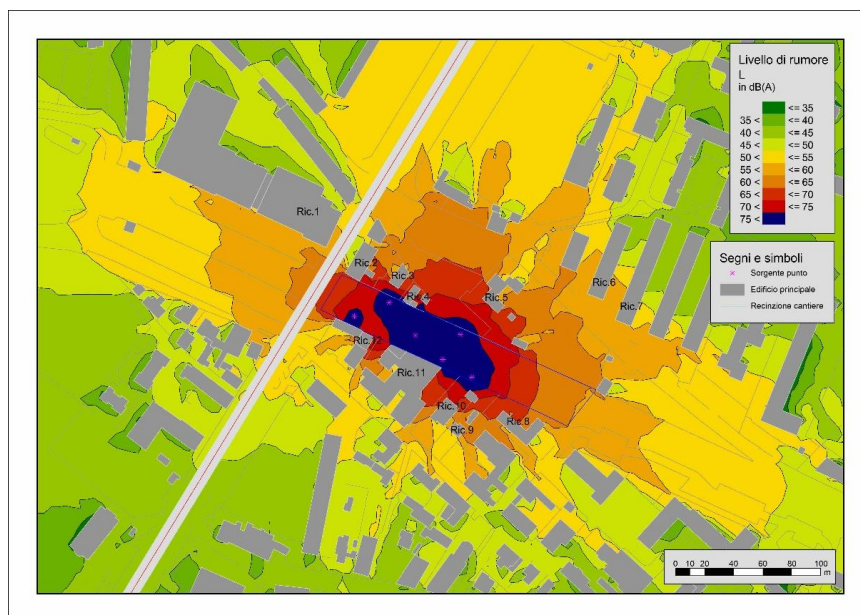 Livello di rumore
L
in dB(A)
<= 35
35 < <= 40
40 < <= 45
45 < <= 50
50 < <= 55
55 < <= 60
60 < <= 65
65 < <= 70
70 < <= 75
75 <
Segni e simboli
Sorgente punto
Edificio principale
Recinzione cantiere
Ric.1
Ric.2
Ric.3
Ric.4
Ric.5
Ric.6
Ric.7
Ric.12
Ric.11
Ric.10
Ric.9
Ric.8
0 10 20 40 60 80 100
m